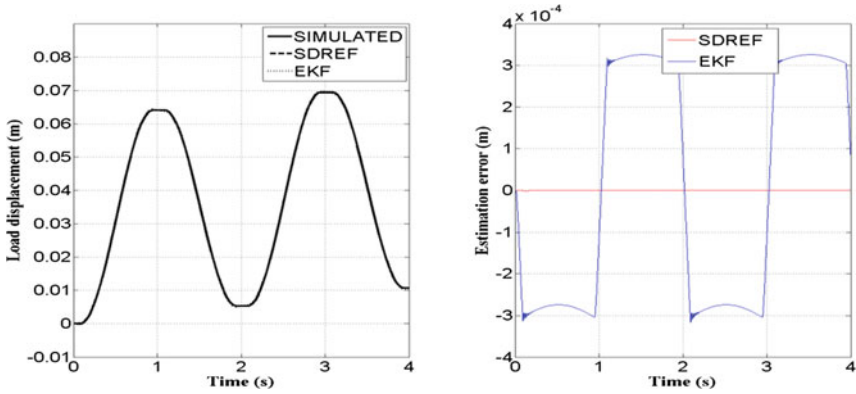 0.08
0.07
0.06
0.05
0.04
0.03
0.02
0.01
0
-0.01
Load displacement (m)
SIMULATED
SDREF
EKF
0 1 2 3 4
Time (s)
4 x 10⁻⁴
3
2
1
0
-1
-2
-3
-4
Estimation error (m)
SDREF
EKF
0 1 2 3 4
Time (s)